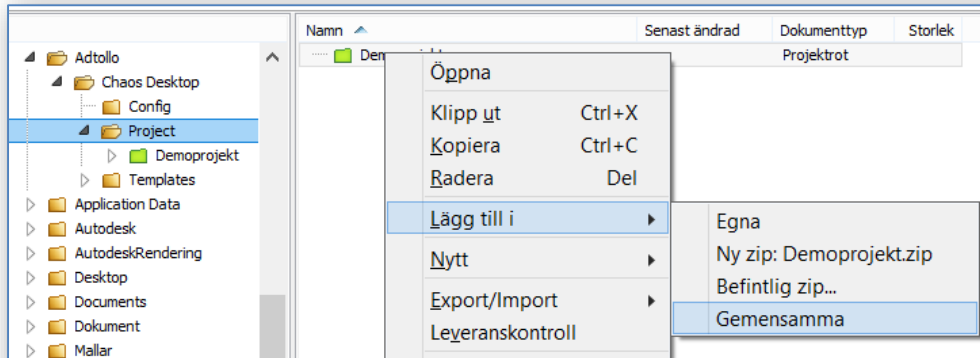 Namn Senast ändrad Dokumenttyp Storlek
Adtollo
Chaos Desktop
Config
Project
Demoprojekt
Templates
Application Data
Autodesk
AutodeskRendering
Desktop
Documents
Dokument
Mallar
Projektrot
Öppna
Klipp ut Ctrl+X
Kopiera Ctrl+C
Radera Del
Lägg till i
Nytt
Export/Import
Leveranskontroll
Egna
Ny zip: Demoprojekt.zip
Befintlig zip...
Gemensamma